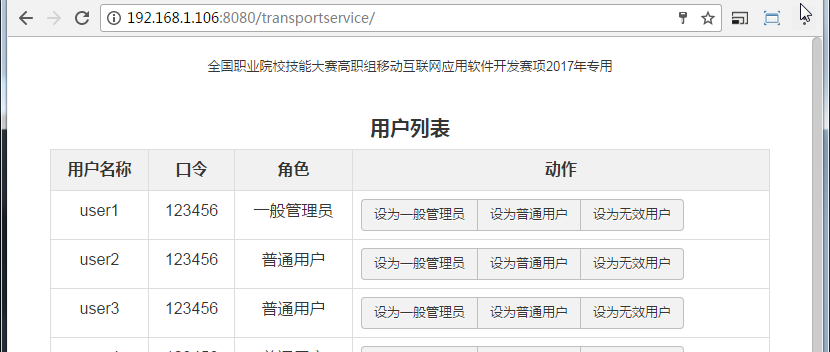 192.168.1.106:8080/transportservice/
全国职业院校技能大赛高职组移动互联网应用软件开发赛项2017年专用
用户列表
用户名称 口令 角色 动作
user1 123456 一般管理员 设为一般管理员 设为普通用户 设为无效用户
user2 123456 普通用户 设为一般管理员 设为普通用户 设为无效用户
user3 123456 普通用户 设为一般管理员 设为普通用户 设为无效用户